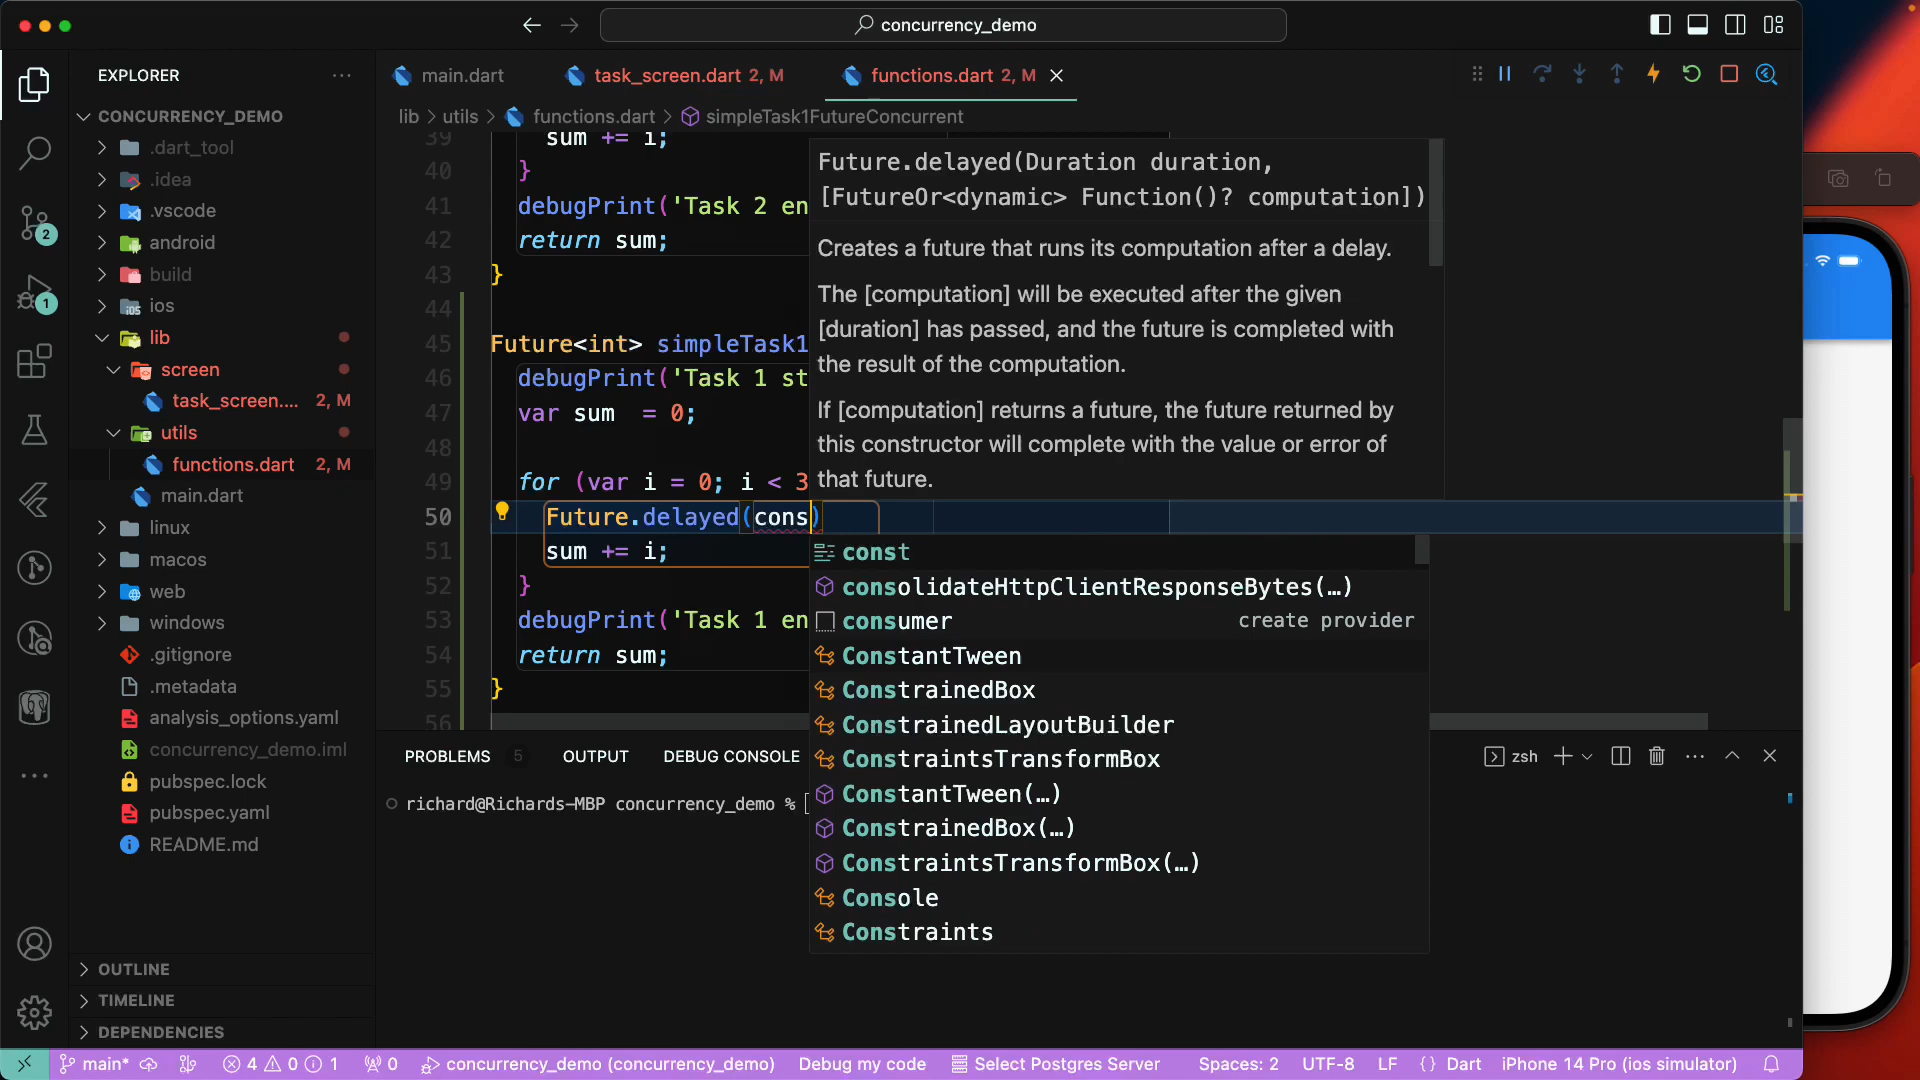 concurrency_demo
EXPLORER
main.dart
task_screen.dart 2, M
functions.dart 2, M
CONCURRENCY_DEMO
lib > utils > functions.dart > simpleTask1FutureConcurrent
.dart_tool
.idea
.vscode
android
build
ios
lib
screen
task_screen.... 2, M
utils
functions.dart 2, M
main.dart
linux
macos
web
windows
.gitignore
.metadata
analysis_options.yaml
concurrency_demo.iml
pubspec.lock
pubspec.yaml
README.md
OUTLINE
TIMELINE
DEPENDENCIES
2
1
39 sum += i;
40 }
41 debugPrint('Task 2 en
42 return sum;
43 }
44
45 Future<int> simpleTask1
46 debugPrint('Task 1 st
47 var sum = 0;
48
49 for (var i = 0; i < 3
50 Future.delayed(cons)
51 sum += i;
52 }
53 debugPrint('Task 1 en
54 return sum;
55 }
56
Future.delayed(Duration duration,
[FutureOr<dynamic> Function()? computation])
Creates a future that runs its computation after a delay.
The [computation] will be executed after the given
[duration] has passed, and the future is completed with
the result of the computation.
If [computation] returns a future, the future returned by
this constructor will complete with the value or error of
that future.
const
consolidateHttpClientResponseBytes(…)
consumer create provider
ConstantTween
ConstrainedBox
ConstrainedLayoutBuilder
ConstraintsTransformBox
ConstantTween(…)
ConstrainedBox(…)
ConstraintsTransformBox(…)
Console
Constraints
PROBLEMS 5 OUTPUT DEBUG CONSOLE
zsh
richard@Richards-MBP concurrency_demo %
main* 4 0 1 0 concurrency_demo (concurrency_demo) Debug my code Select Postgres Server Spaces: 2 UTF-8 LF {} Dart iPhone 14 Pro (ios simulator)